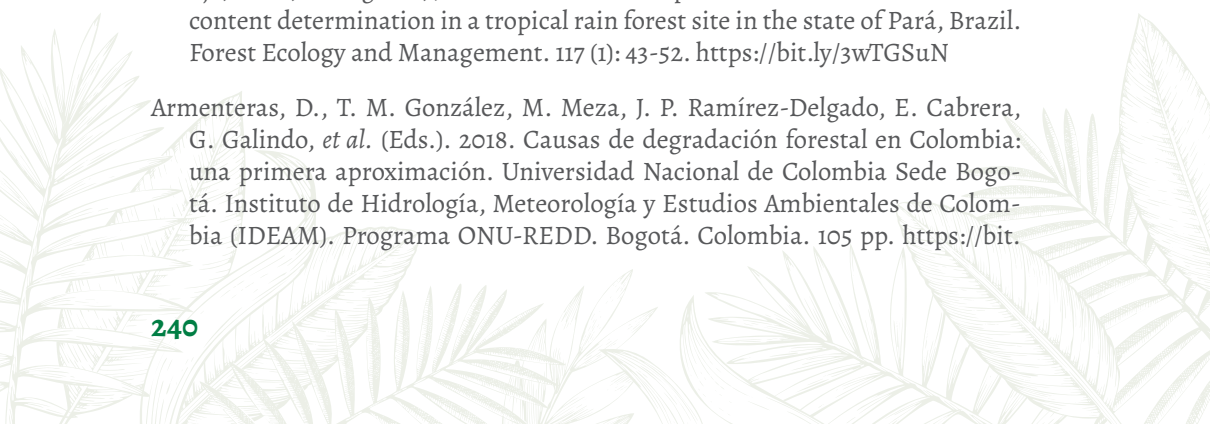 content determination in a tropical rain forest site in the state of Pará, Brazil.
Forest Ecology and Management. 117 (1): 43-52. https://bit.ly/3wTGSuN
Armenteras, D., T. M. González, M. Meza, J. P. Ramírez-Delgado, E. Cabrera,
G. Galindo, et al. (Eds.). 2018. Causas de degradación forestal en Colombia:
una primera aproximación. Universidad Nacional de Colombia Sede Bogo-
tá. Instituto de Hidrología, Meteorología y Estudios Ambientales de Colom-
bia (IDEAM). Programa ONU-REDD. Bogotá. Colombia. 105 pp. https://bit.
240